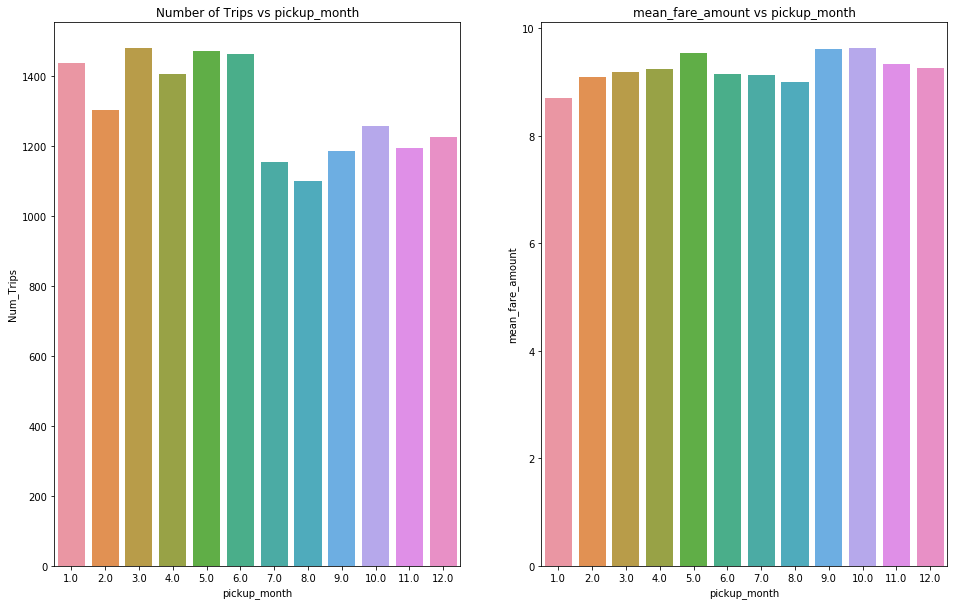 Number of Trips vs pickup_month
Num_Trips
1400
1200
1000
800
600
400
200
0
1.0 2.0 3.0 4.0 5.0 6.0 7.0 8.0 9.0 10.0 11.0 12.0
pickup_month
mean_fare_amount vs pickup_month
mean_fare_amount
10
8
6
4
2
0
1.0 2.0 3.0 4.0 5.0 6.0 7.0 8.0 9.0 10.0 11.0 12.0
pickup_month